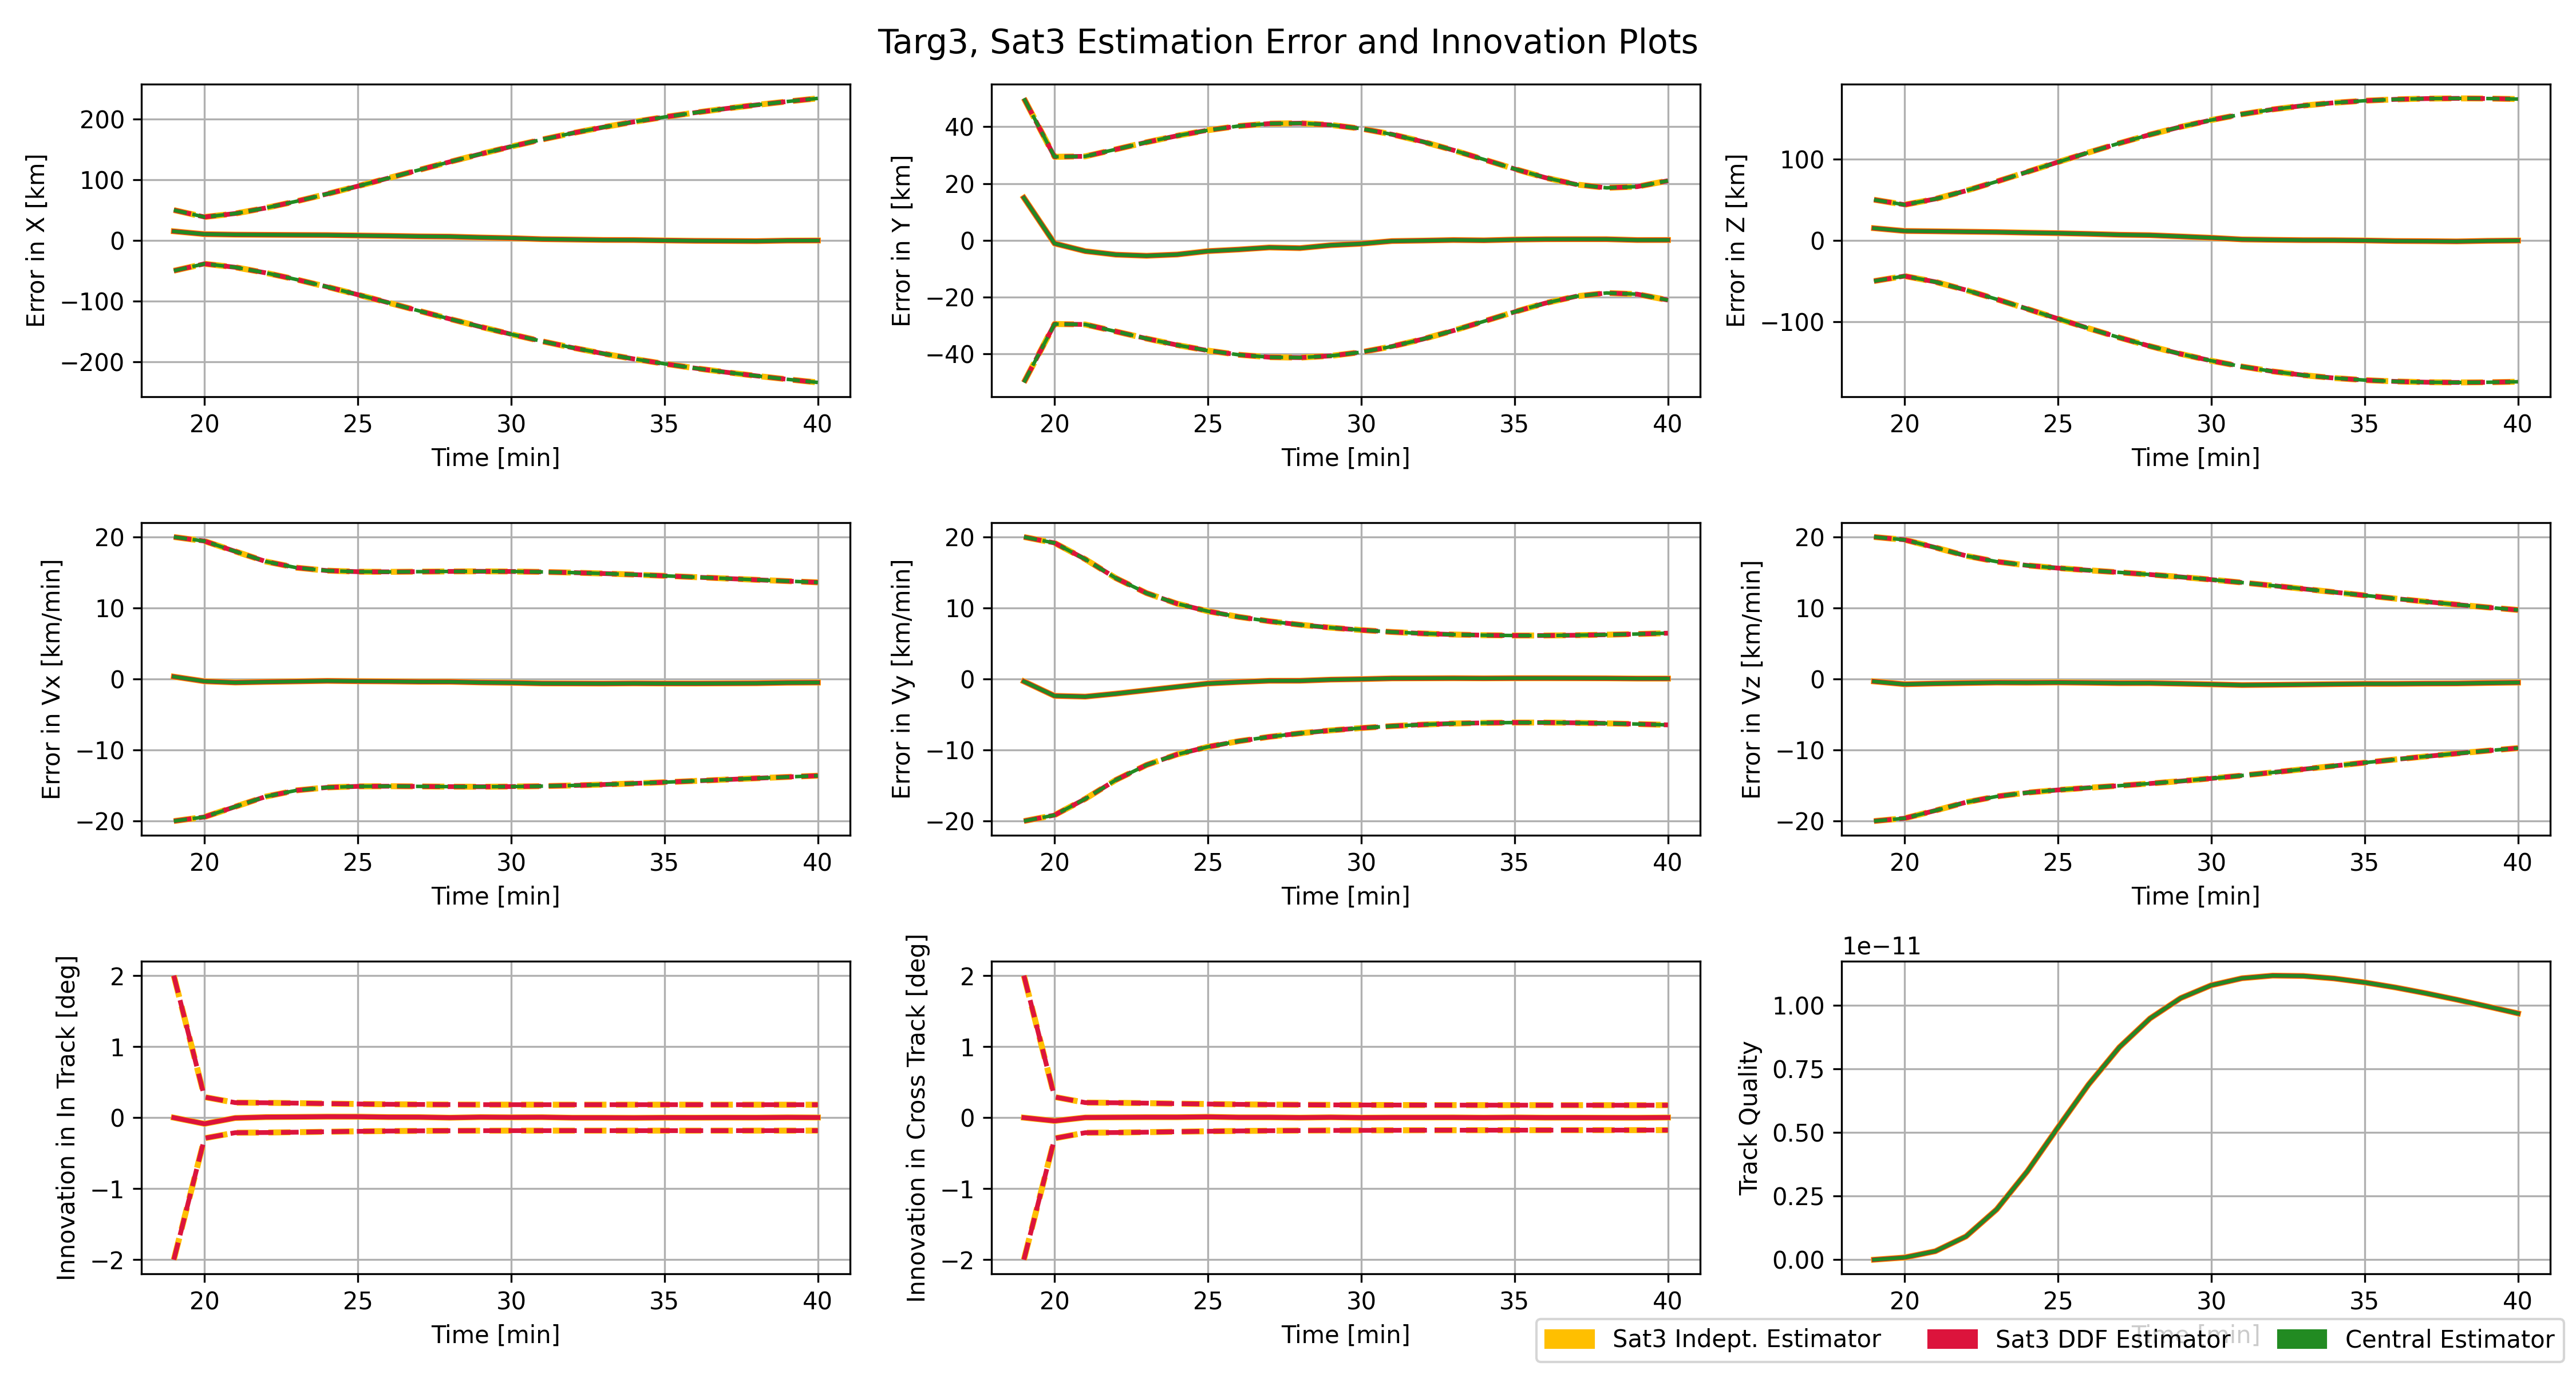 Targ3, Sat3 Estimation Error and Innovation Plots
Error in X [km]
200
100
0
−100
−200
20 25 30 35 40
Time [min]
Error in Y [km]
40
20
0
−20
−40
20 25 30 35 40
Time [min]
Error in Z [km]
100
0
−100
20 25 30 35 40
Time [min]
Error in Vx [km/min]
20
10
0
−10
−20
20 25 30 35 40
Time [min]
Error in Vy [km/min]
20
10
0
−10
−20
20 25 30 35 40
Time [min]
Error in Vz [km/min]
20
10
0
−10
−20
20 25 30 35 40
Time [min]
Innovation in In Track [deg]
2
1
0
−1
−2
20 25 30 35 40
Time [min]
Innovation in Cross Track [deg]
2
1
0
−1
−2
20 25 30 35 40
Time [min]
1e−11
Track Quality
1.00
0.75
0.50
0.25
0.00
20 25 30 35 40
Time [min]
Sat3 Indept. Estimator Sat3 DDF Estimator Central Estimator